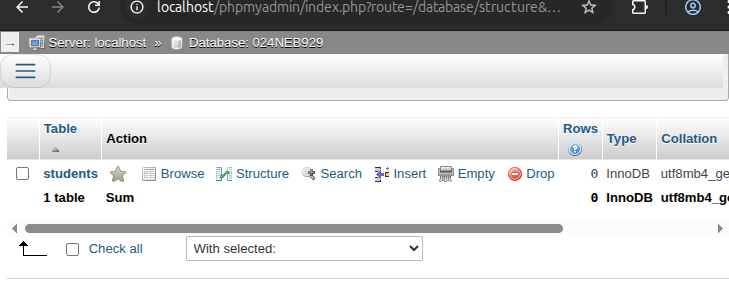 localhost/phpmyadmin/index.php?route=/database/structure&...
Server: localhost » Database: 024NEB929
Table Action Rows Type Collation
students Browse Structure Search Insert Empty Drop 0 InnoDB utf8mb4_ge
1 table Sum 0 InnoDB utf8mb4_ge
Check all With selected: